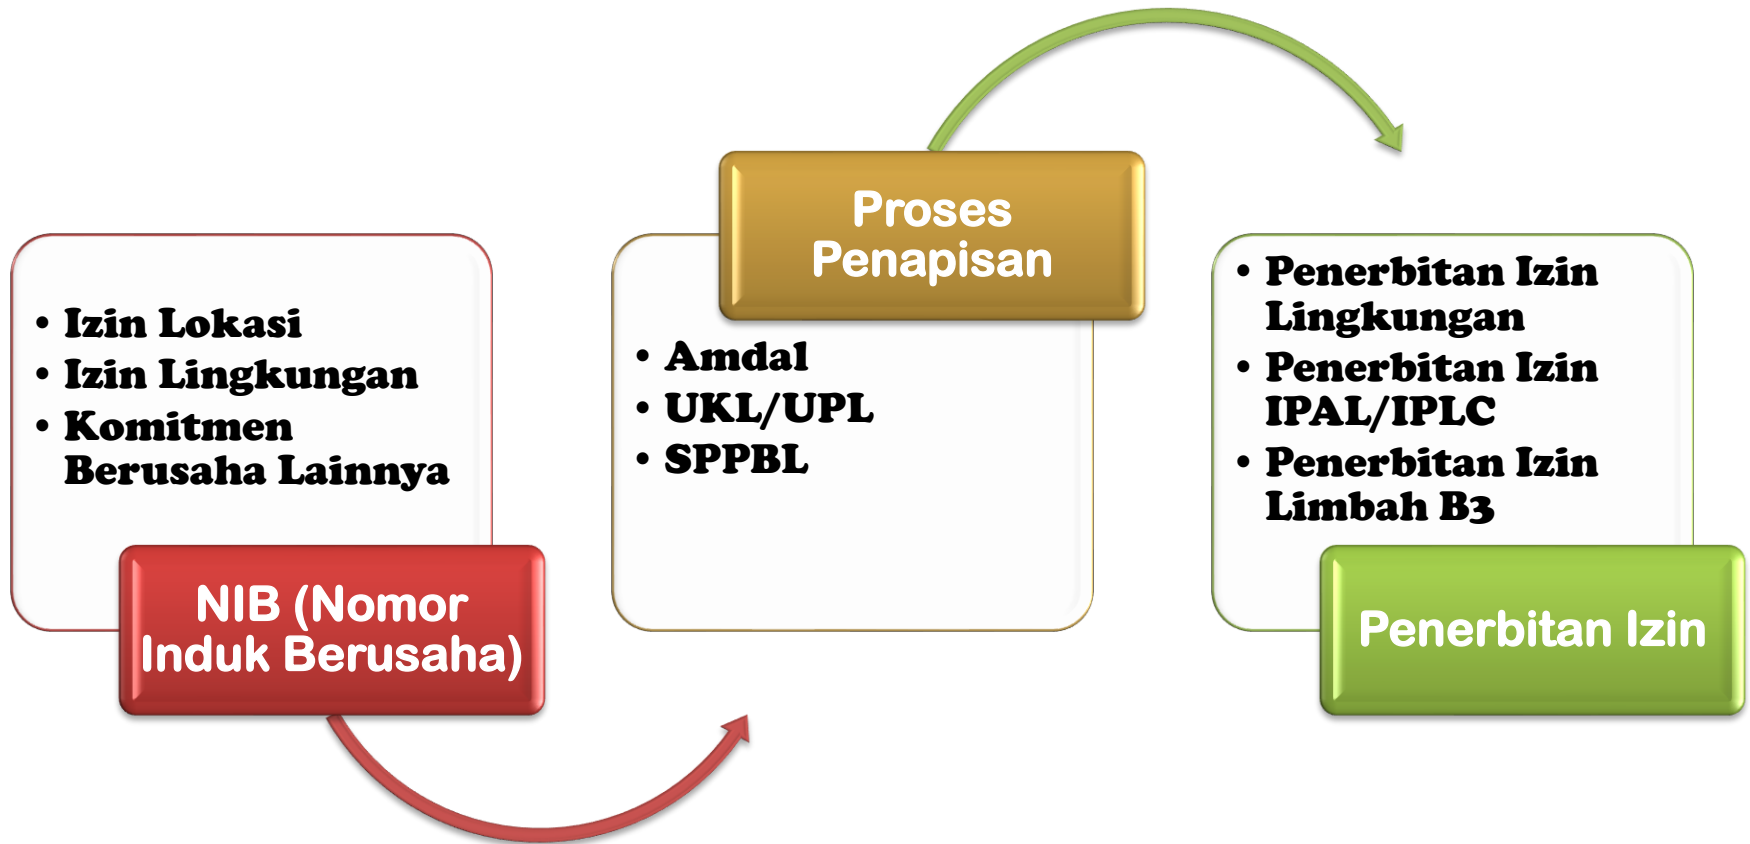 • Izin Lokasi
• Izin Lingkungan
• Komitmen
Berusaha Lainnya
NIB (Nomor
Induk Berusaha)
Proses
Penapisan
• Amdal
• UKL/UPL
• SPPBL
• Penerbitan Izin
Lingkungan
• Penerbitan Izin
IPAL/IPLC
• Penerbitan Izin
Limbah B3
Penerbitan Izin